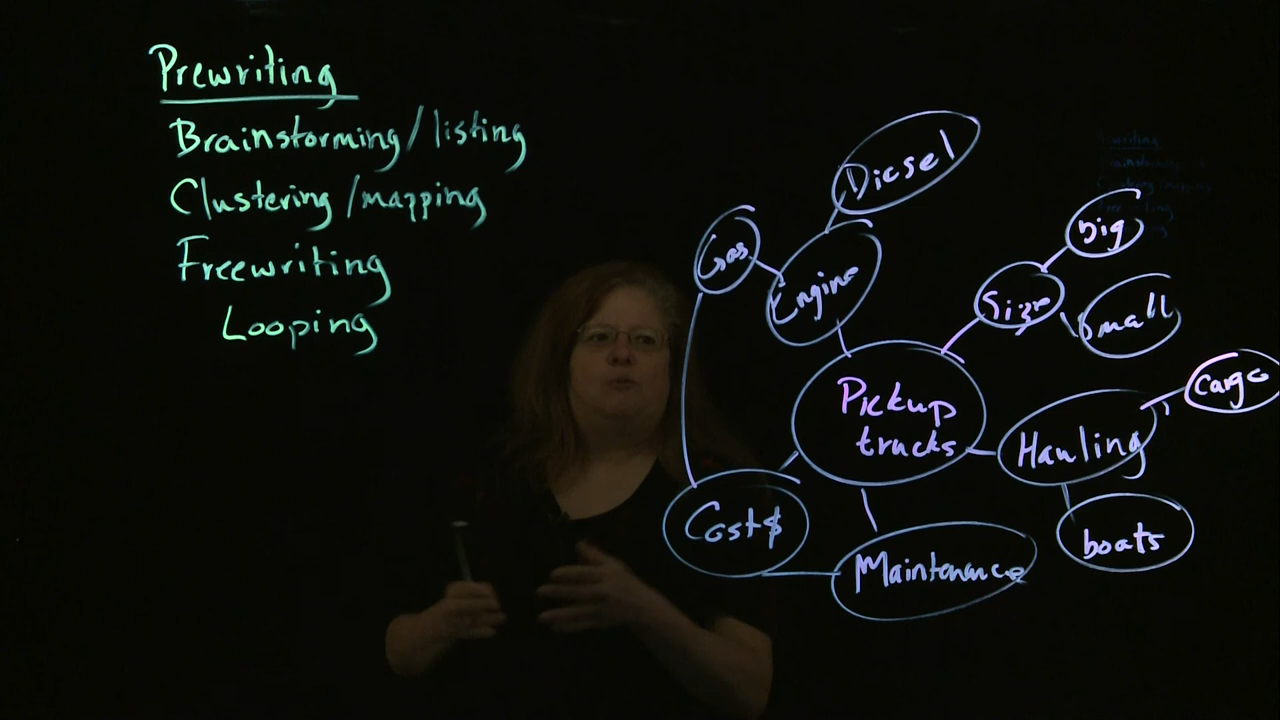 Prewriting
Brainstorming/listing
Clustering/mapping
Freewriting
Looping
Diesel
Gas
Engine
Big
Size
Small
Pickup
trucks
Cargo
Hauling
Cost$
boats
Maintenance